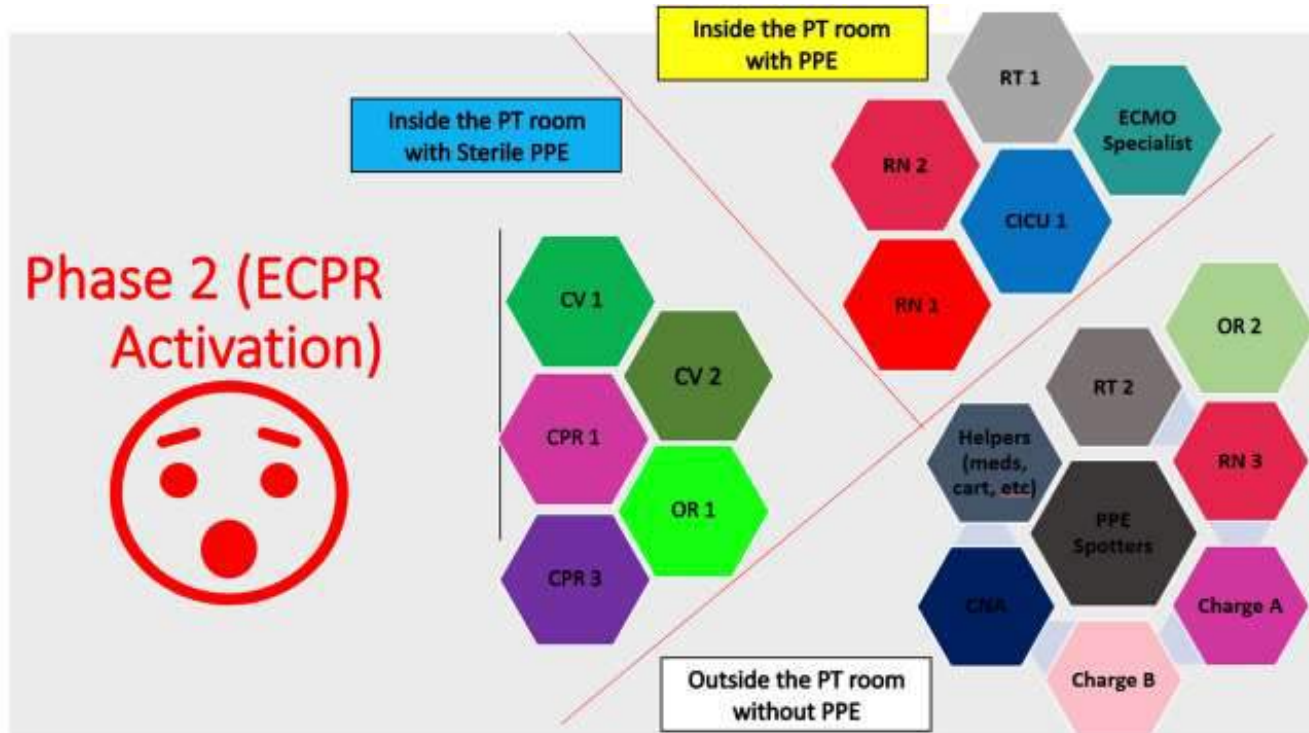 Inside the PT room
with PPE
Inside the PT room
with Sterile PPE
Phase 2 (ECPR
Activation)
RT 1
ECMO
Specialist
RN 2
CICU 1
RN 1
CV 1
CV 2
CPR 1
OR 1
CPR 3
OR 2
RT 2
Helpers
(meds,
cart, etc)
RN 3
PPE
Spotters
CNA
Charge A
Charge B
Outside the PT room
without PPE